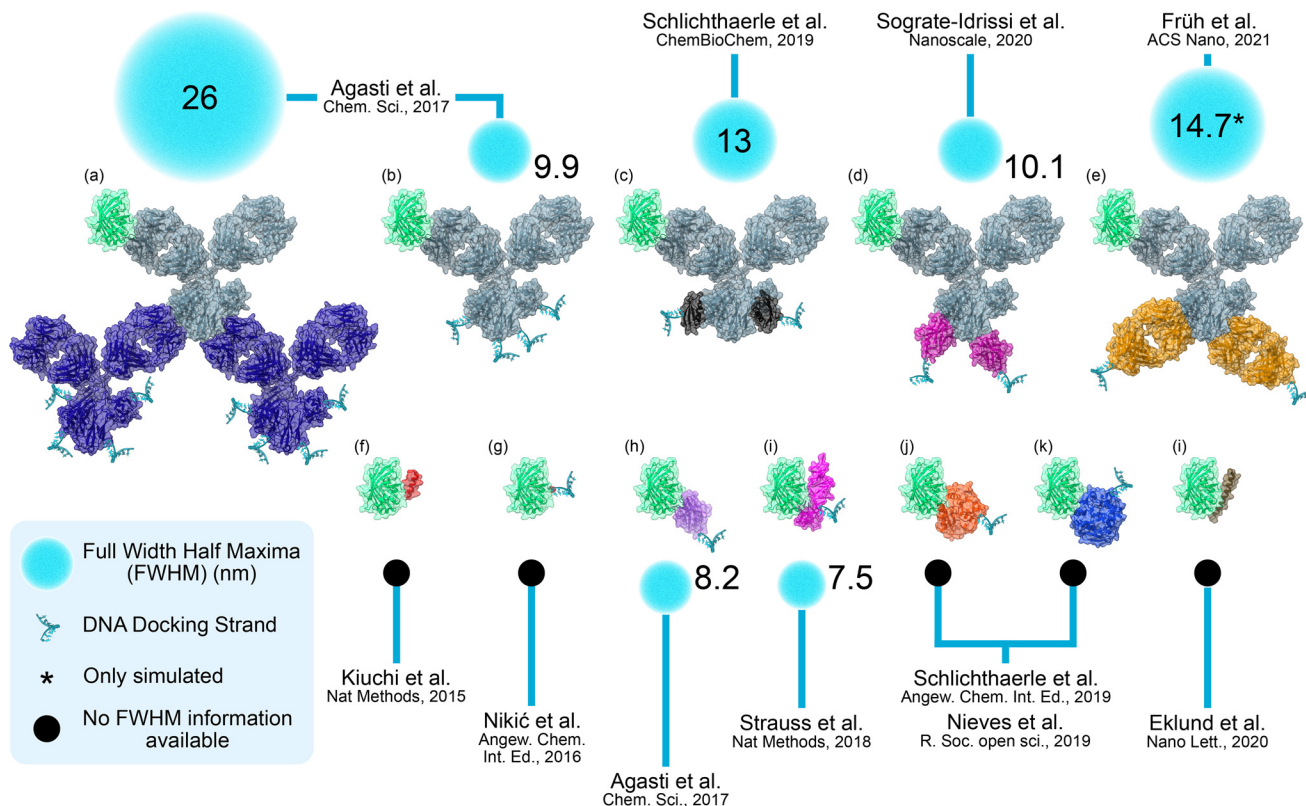 Schlichthaerle et al.
ChemBioChem, 2019
Sograte-Idrissi et al.
Nanoscale, 2020
Früh et al.
ACS Nano, 2021
26
Agasti et al.
Chem. Sci., 2017
9.9
13
10.1
14.7*
(a)
(b)
(c)
(d)
(e)
(f)
(g)
(h)
(i)
(j)
(k)
(i)
8.2
7.5
Full Width Half Maxima
(FWHM) (nm)
DNA Docking Strand
* Only simulated
No FWHM information
available
Kiuchi et al.
Nat Methods, 2015
Nikić et al.
Angew. Chem.
Int. Ed., 2016
Agasti et al.
Chem. Sci., 2017
Strauss et al.
Nat Methods, 2018
Schlichthaerle et al.
Angew. Chem. Int. Ed., 2019
Nieves et al.
R. Soc. open sci., 2019
Eklund et al.
Nano Lett., 2020